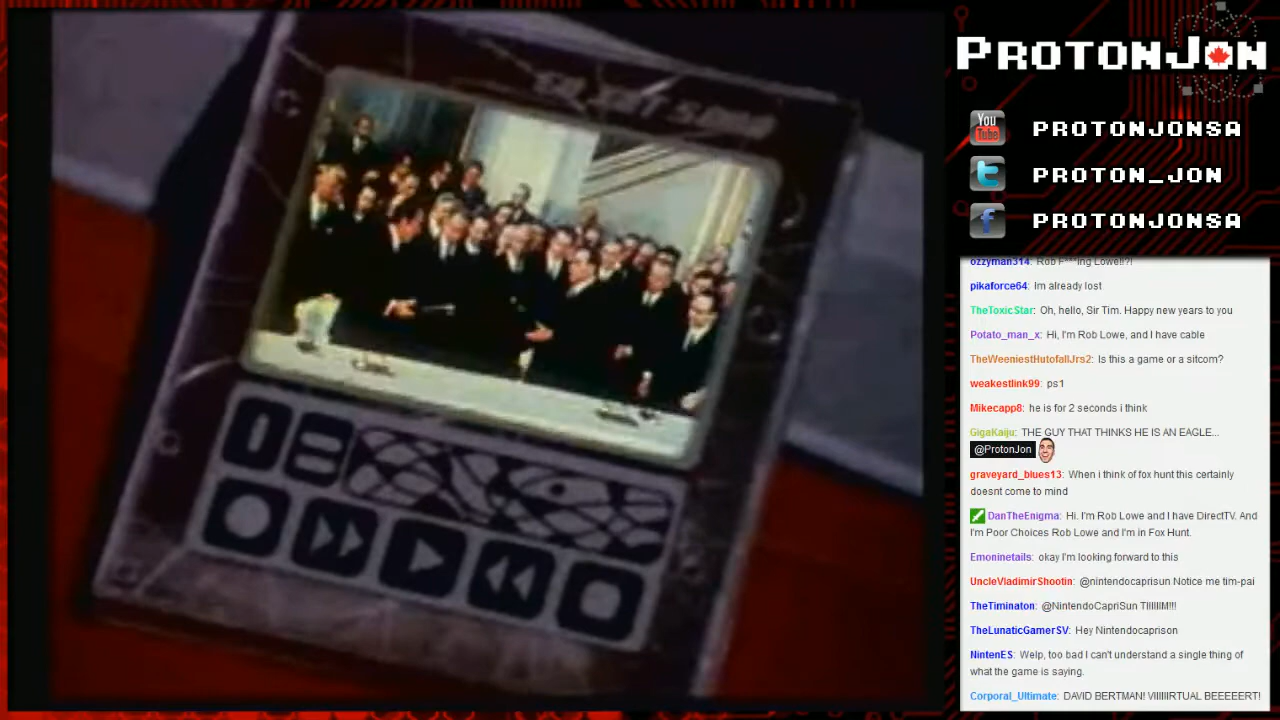 PROTONJON
You
Tube
PROTONJONSA
t
PROTON_JON
f
PROTONJONSA
ozzyman314: Rob F***ing Lowe!!?!
pikaforce64: Im already lost
TheToxicStar: Oh, hello, Sir Tim. Happy new years to you
Potato_man_x: Hi, I'm Rob Lowe, and I have cable
TheWeeniestHutofallJrs2: Is this a game or a sitcom?
weakestlink99: ps1
Mikecapp8: he is for 2 seconds i think
GigaKaiju: THE GUY THAT THINKS HE IS AN EAGLE...
@ProtonJon
graveyard_blues13: When i think of fox hunt this certainly
doesnt come to mind
DanTheEnigma: Hi. I'm Rob Lowe and I have DirectTV. And
I'm Poor Choices Rob Lowe and I'm in Fox Hunt.
Emoninetails: okay I'm looking forward to this
UncleVladimirShootin: @nintendocaprisun Notice me tim-pai
TheTiminaton: @NintendoCapriSun TIIIIIIM!!!
TheLunaticGamerSV: Hey Nintendocaprison
NintenES: Welp, too bad I can't understand a single thing of
what the game is saying.
Corporal_Ultimate: DAVID BERTMAN! VIIIIIRTUAL BEEEEERT!